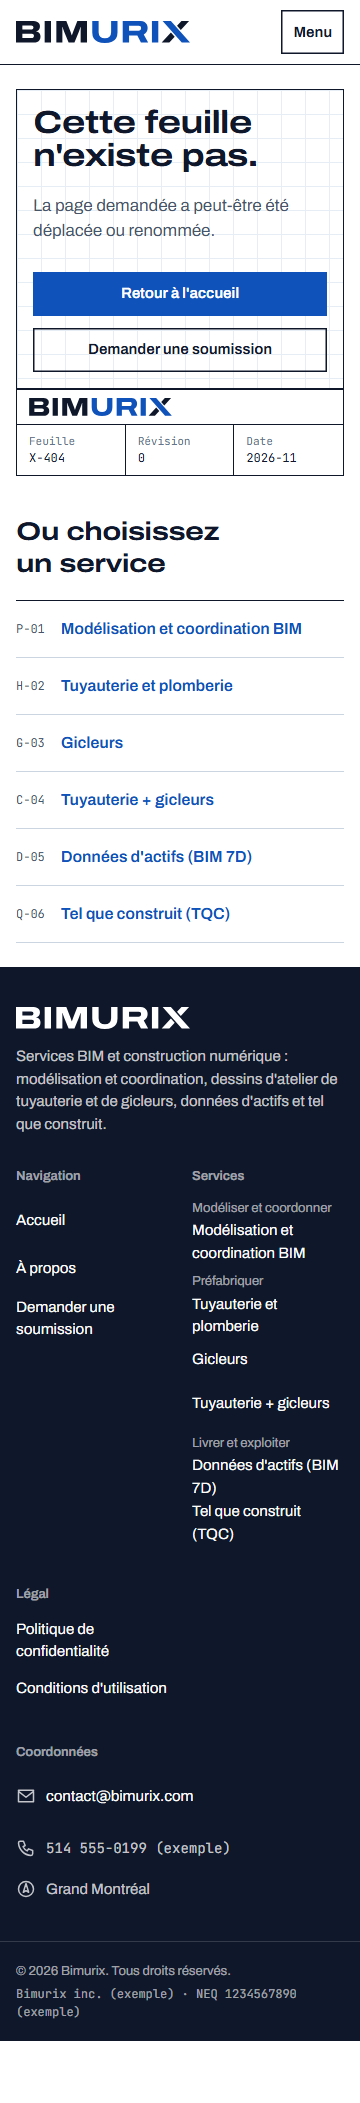 BIMURIX
Menu
Cette feuille
n'existe pas.
La page demandée a peut-être été
déplacée ou renommée.
Retour à l'accueil
Demander une soumission
BIMURIX
Feuille
X-404
Révision
0
Date
2026-11
Ou choisissez
un service
P-01 Modélisation et coordination BIM
H-02 Tuyauterie et plomberie
G-03 Gicleurs
C-04 Tuyauterie + gicleurs
D-05 Données d'actifs (BIM 7D)
Q-06 Tel que construit (TQC)
BIMURIX
Services BIM et construction numérique :
modélisation et coordination, dessins d'atelier de
tuyauterie et de gicleurs, données d'actifs et tel
que construit.
Navigation
Accueil
À propos
Demander une
soumission
Services
Modéliser et coordonner
Modélisation et
coordination BIM
Préfabriquer
Tuyauterie et
plomberie
Gicleurs
Tuyauterie + gicleurs
Livrer et exploiter
Données d'actifs (BIM
7D)
Tel que construit
(TQC)
Légal
Politique de
confidentialité
Conditions d'utilisation
Coordonnées
contact@bimurix.com
514 555-0199 (exemple)
Grand Montréal
© 2026 Bimurix. Tous droits réservés.
Bimurix inc. (exemple) · NEQ 1234567890
(exemple)